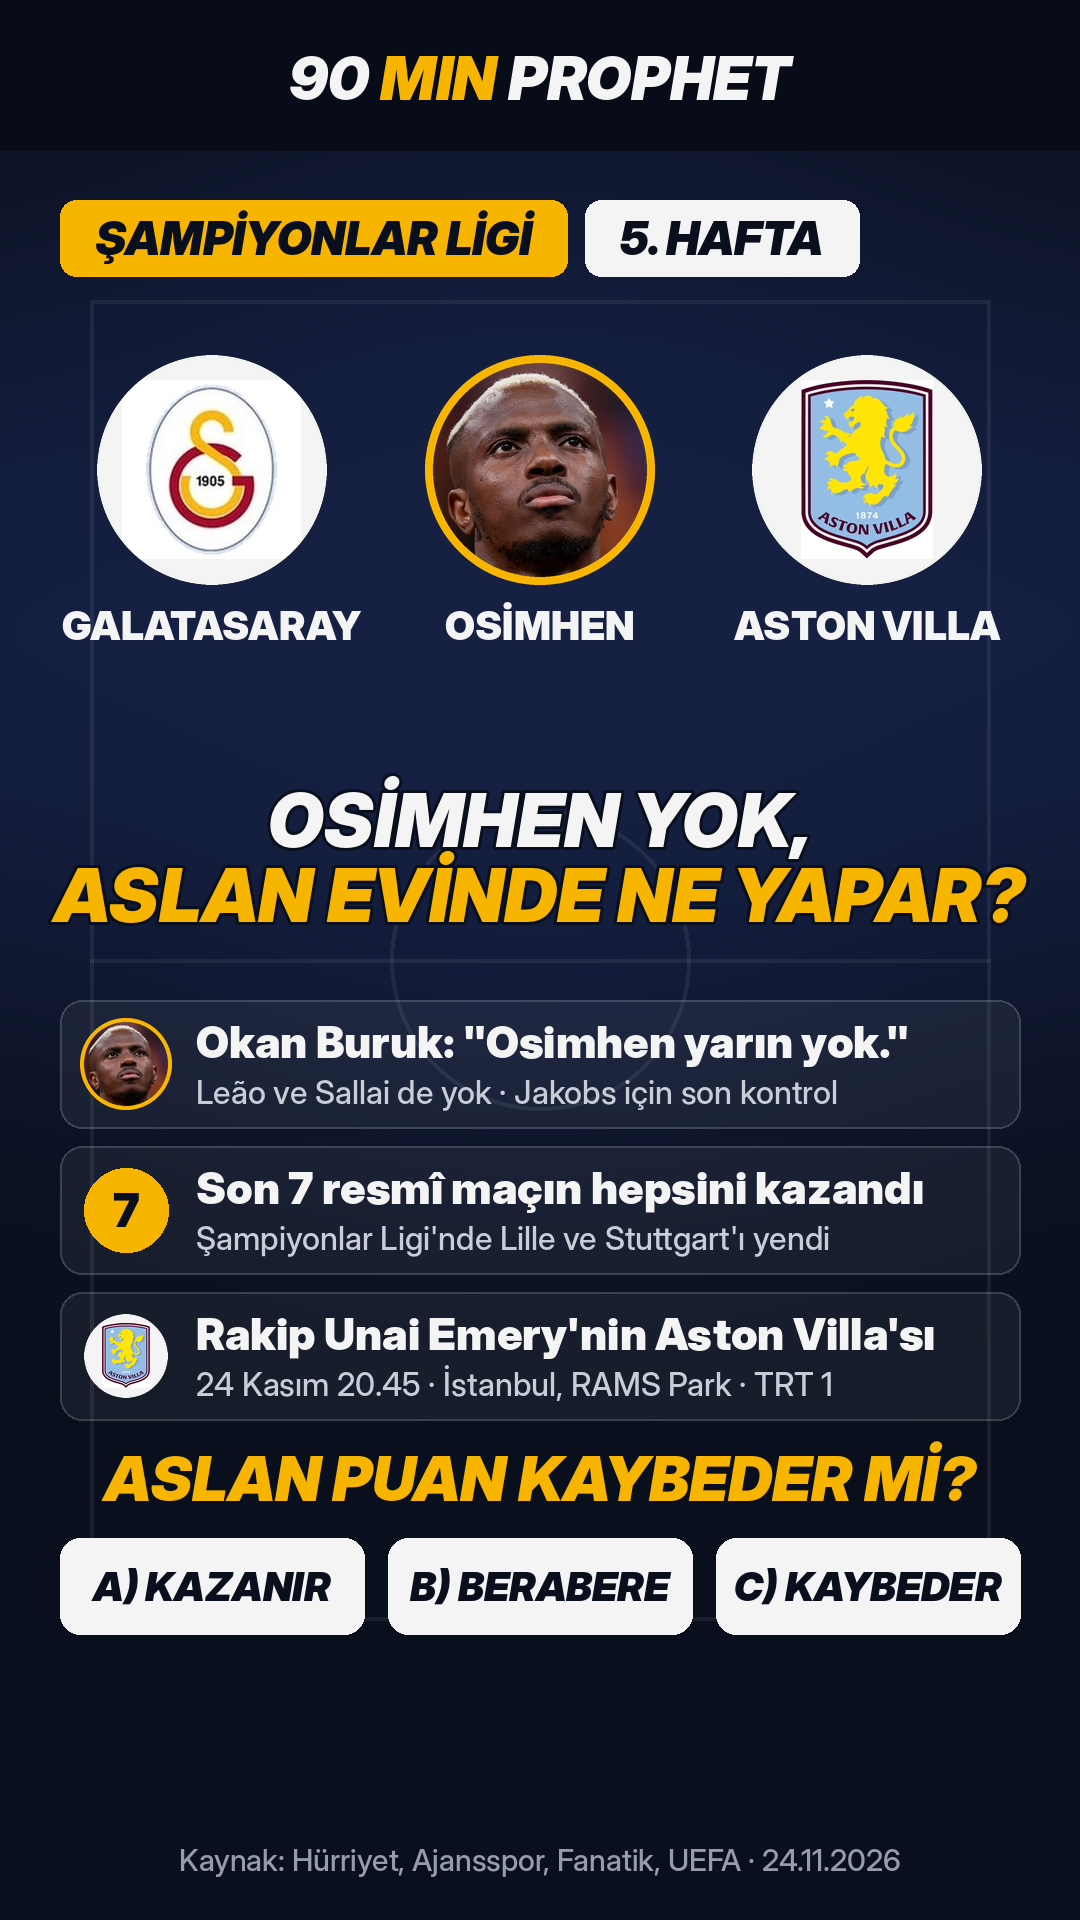 90 MIN PROPHET
ŞAMPİYONLAR LİGİ
5. HAFTA
1905
1874
ASTON VILLA
GALATASARAY
OSİMHEN
ASTON VILLA
OSİMHEN YOK,
ASLAN EVİNDE NE YAPAR?
Okan Buruk: "Osimhen yarın yok."
Leão ve Sallai de yok · Jakobs için son kontrol
7
Son 7 resmî maçın hepsini kazandı
Şampiyonlar Ligi'nde Lille ve Stuttgart'ı yendi
ASTON VILLA
Rakip Unai Emery'nin Aston Villa'sı
24 Kasım 20.45 · İstanbul, RAMS Park · TRT 1
ASLAN PUAN KAYBEDER Mİ?
A) KAZANIR
B) BERABERE
C) KAYBEDER
Kaynak: Hürriyet, Ajansspor, Fanatik, UEFA · 24.11.2026